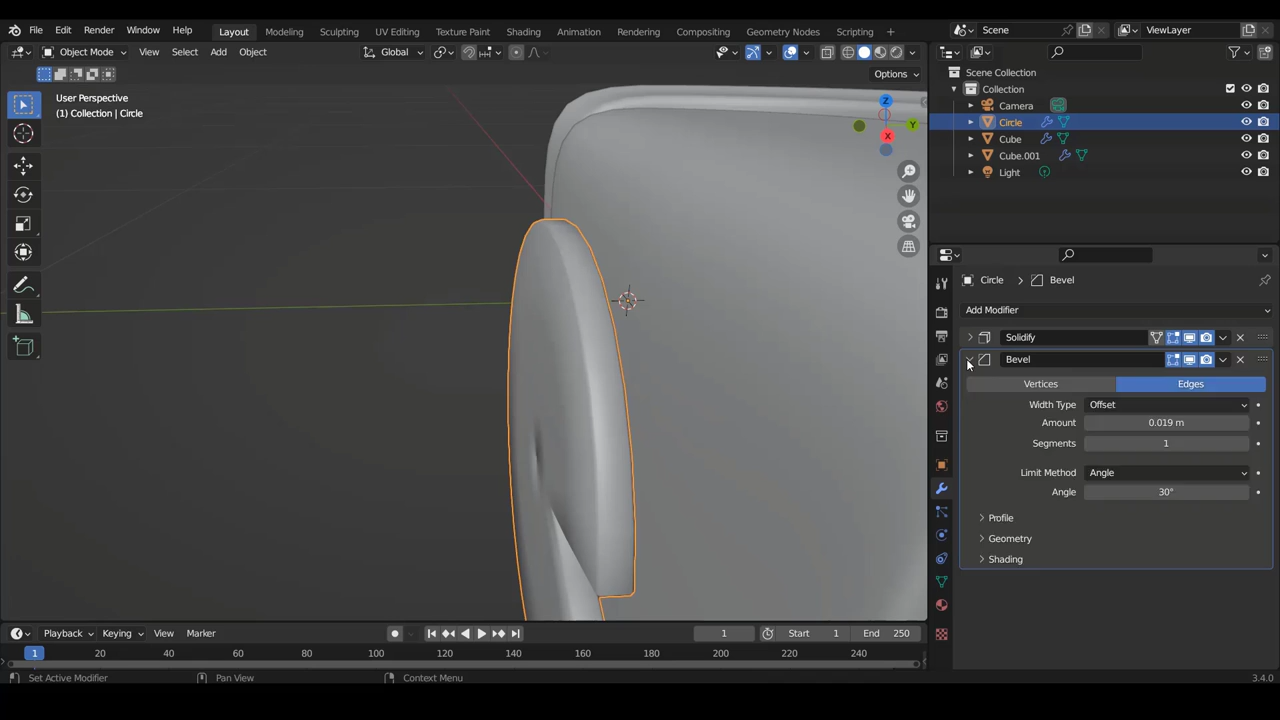 File Edit Render Window Help Layout Modeling Sculpting UV Editing Texture Paint Shading Animation Rendering Compositing Geometry Nodes Scripting + Scene ViewLayer
Object Mode View Select Add Object Global
Options
User Perspective
(1) Collection | Circle
Z
Y
X
Scene Collection
Collection
Camera
Circle
Cube
Cube.001
Light
Circle > Bevel
Add Modifier
Solidify
Bevel
Vertices Edges
Width Type Offset
Amount 0.019 m
Segments 1
Limit Method Angle
Angle 30°
Profile
Geometry
Shading
Playback Keying View Marker 1 Start 1 End 250
1 20 40 60 80 100 120 140 160 180 200 220 240
Set Active Modifier Pan View Context Menu 3.4.0